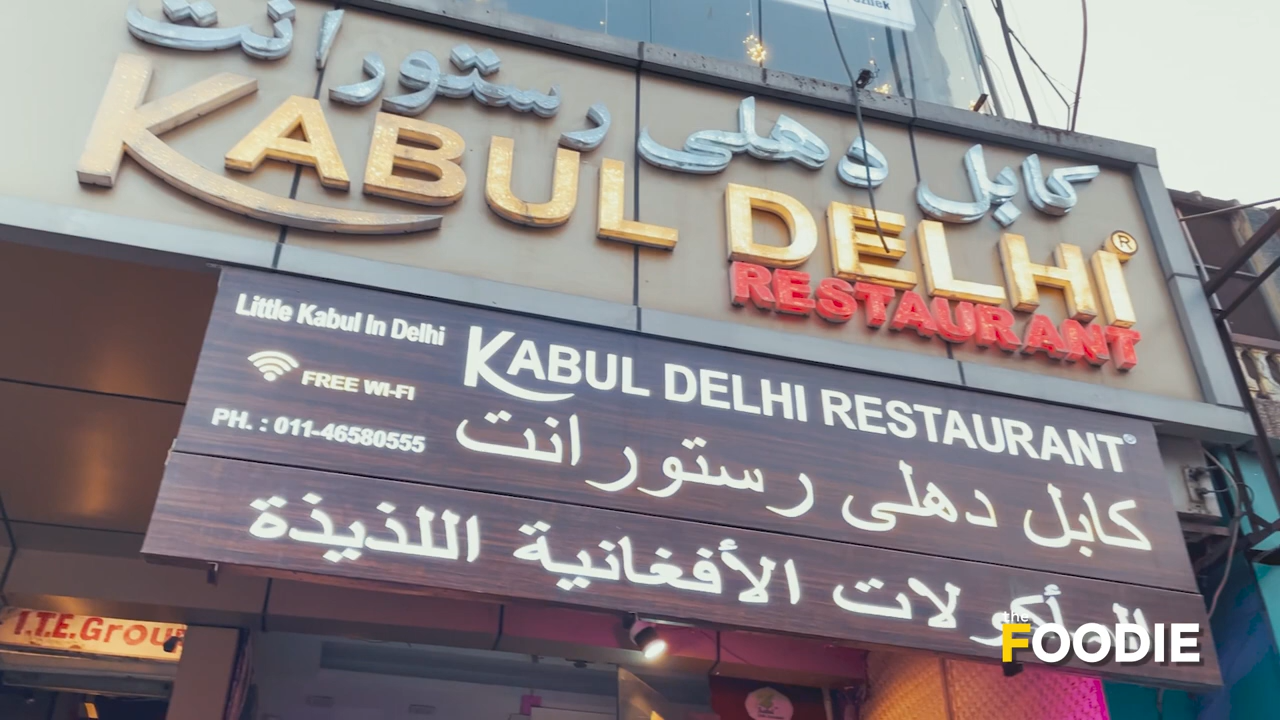 کابل دهلی رستورانت
KABUL DELHI®
RESTAURANT
Little Kabul in Delhi
FREE WI-FI
PH. : 011-46580555
KABUL DELHI RESTAURANT®
کابل دهلی رستورانت
المأکولات الأفغانية اللذيذة
I.T.E.Group
the
FOODIE